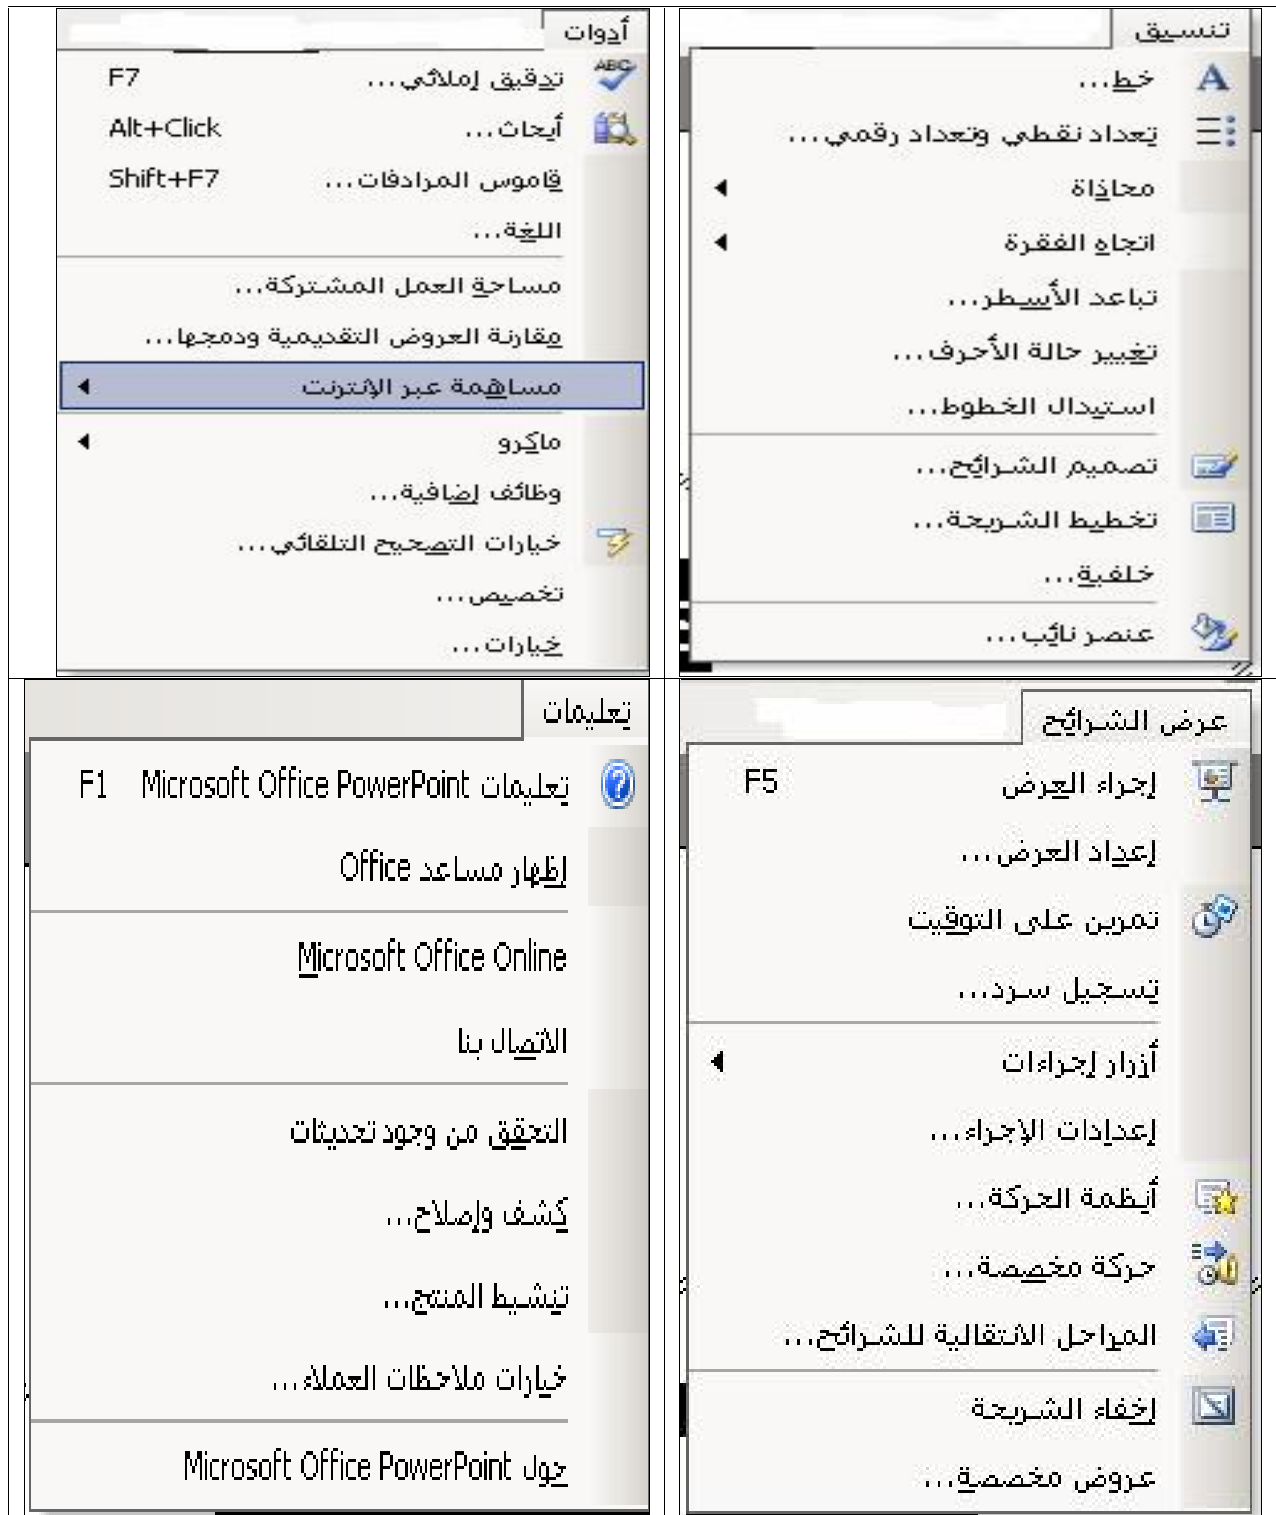 تنسيق
خط...
تعداد نقطي وتعداد رقمي...
محاذاة
اتجاه الفقرة
تباعد الأسطر...
تغيير حالة الأحرف...
استبدال الخطوط...
تصميم الشرائح...
تخطيط الشريحة...
خلفية...
عنصر نائب...
أدوات
ABC
تدقيق إملائي... F7
أبحاث... Alt+Click
قاموس المرادفات... Shift+F7
اللغة...
مساحة العمل المشتركة...
مقارنة العروض التقديمية ودمجها...
مساهمة عبر الإنترنت
ماكرو
وظائف إضافية...
خيارات التصحيح التلقائي...
تخصيص...
خيارات...
عرض الشرائح
إجراء العرض F5
إعداد العرض...
تمرين على التوقيت
تسجيل سرد...
أزرار إجراءات
إعدادات الإجراء...
أنظمة الحركة...
حركة مخصصة...
المراحل الانتقالية للشرائح...
إخفاء الشريحة
عروض مخصصة...
تعليمات
تعليمات Microsoft Office PowerPoint F1
إظهار مساعد Office
Microsoft Office Online
الاتصال بنا
التحقق من وجود تحديثات
كشف وإصلاح...
تنشيط المنتج...
خيارات ملاحظات العملاء...
حول Microsoft Office PowerPoint